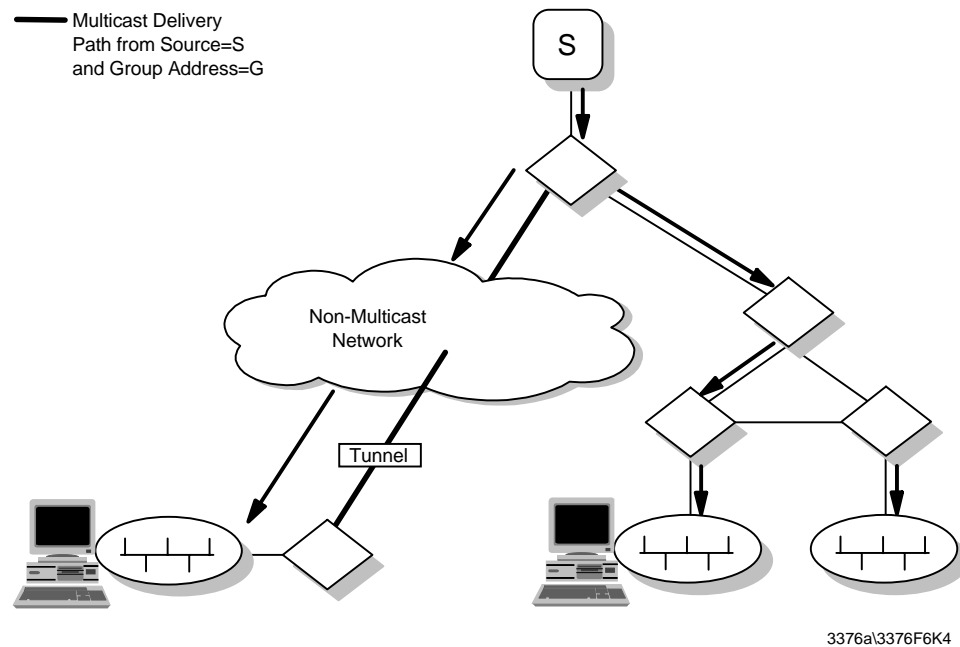 Multicast Delivery
Path from Source=S
and Group Address=G
S
Non-Multicast
Network
Tunnel
3376a\3376F6K4